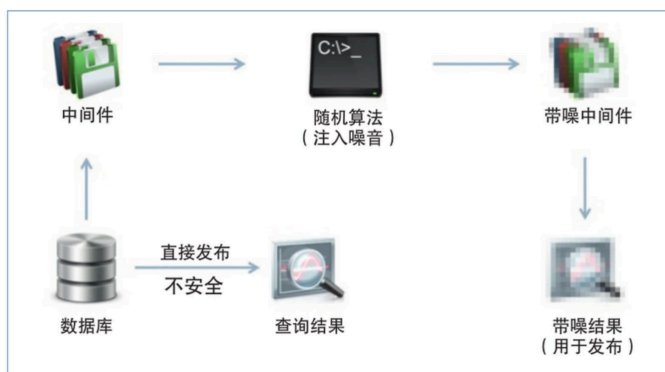 C:\>_
中间件
随机算法
（注入噪音）
带噪中间件
直接发布
不安全
数据库
查询结果
带噪结果
（用于发布）